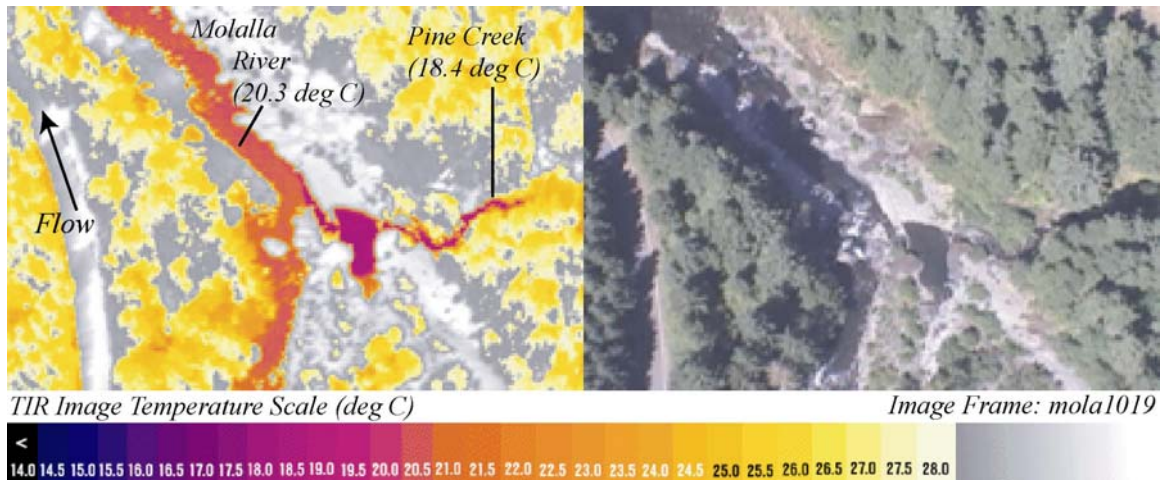 Molalla
River
(20.3 deg C)
Pine Creek
(18.4 deg C)
Flow
TIR Image Temperature Scale (deg C)
Image Frame: mola1019
<
14.0 14.5 15.0 15.5 16.0 16.5 17.0 17.5 18.0 18.5 19.0 19.5 20.0 20.5 21.0 21.5 22.0 22.5 23.0 23.5 24.0 24.5 25.0 25.5 26.0 26.5 27.0 27.5 28.0